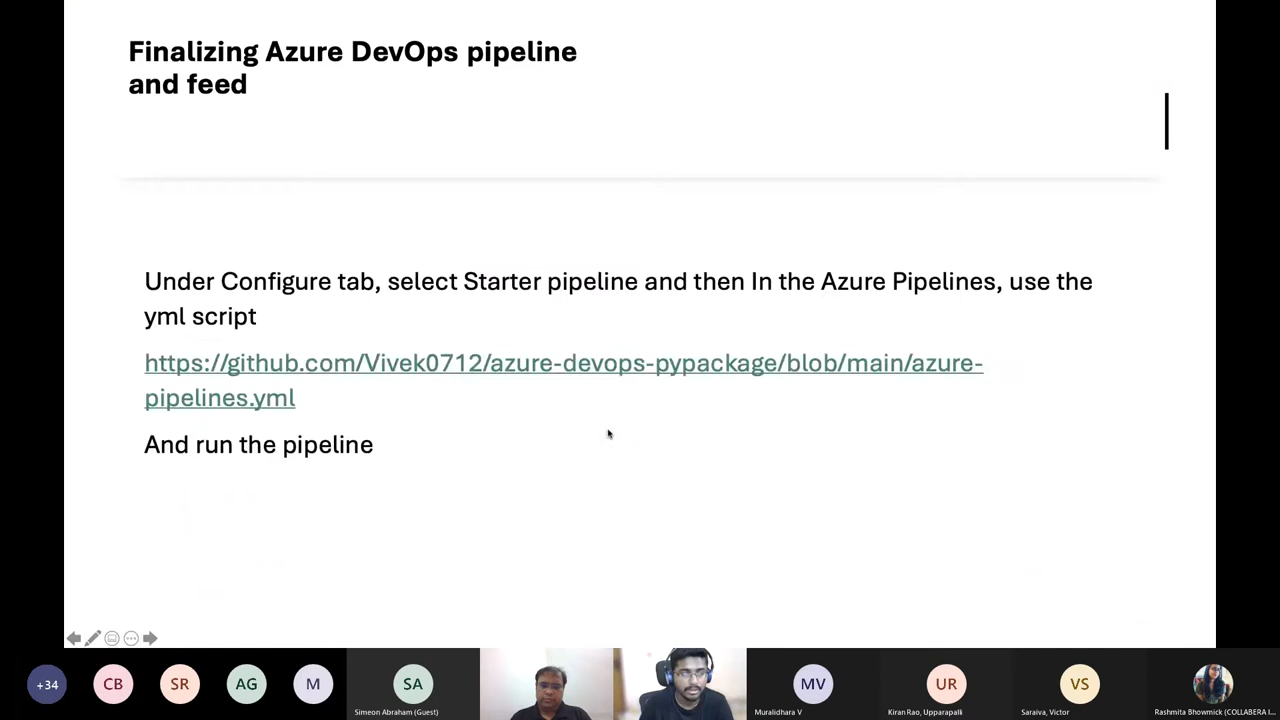 Finalizing Azure DevOps pipeline
and feed
Under Configure tab, select Starter pipeline and then In the Azure Pipelines, use the
yml script
https://github.com/Vivek0712/azure-devops-pypackage/blob/main/azure-
pipelines.yml
And run the pipeline
+34
CB
SR
AG
M
SA
MV
UR
VS
Simeon Abraham (Guest)
Muralidhara V
Kiran Rao, Upparapalli
Saraiva, Victor
Rashmita Bhowmick (COLLABERA I...